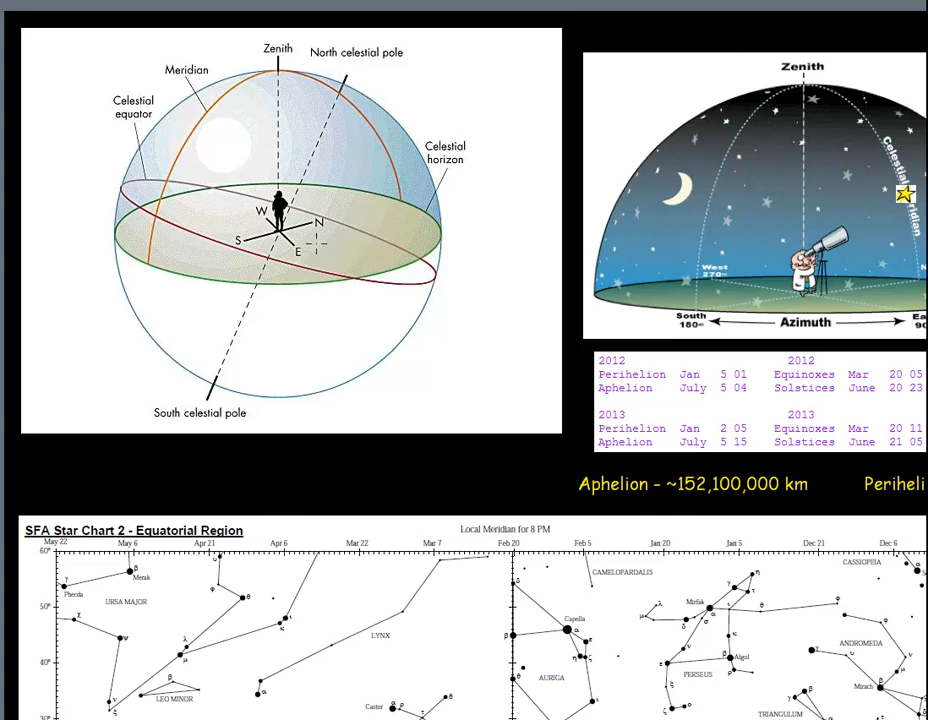 Zenith
North celestial pole
Meridian
Celestial
equator
Celestial
horizon
W
N
S
E
South celestial pole
Zenith
Celestial
ridian
West
270°
N
South
180°
Azimuth
Ea
90
2012 2012
Perihelion Jan 5 01 Equinoxes Mar 20 05
Aphelion July 5 04 Solstices June 20 23
2013 2013
Perihelion Jan 2 05 Equinoxes Mar 20 11
Aphelion July 5 15 Solstices June 21 05
Aphelion - ~152,100,000 km Periheli
SFA Star Chart 2 - Equatorial Region
Local Meridian for 8 PM
May 22 May 6 Apr 21 Apr 6 Mar 22 Mar 7 Feb 20 Feb 5 Jan 20 Jan 5 Dec 21 Dec 6
60°
CAMELOPARDALIS
CASSIOPEIA
γ β Merak
Phecda
URSA MAJOR
υ φ θ
δ
Mirfak
γ η τ ι θ φ
50°
χ ψ
λ μ
ι κ
LYNX
Capella
α β ε η ζ
μ λ δ σ α
κ
ANDROMEDA
γ υ φ
40°
AURIGA
ε ν
β Algol
ρ
PERSEUS
Mirach β μ ν
LEO MINOR
β
α
θ
ν ξ
ζ ο
Castor α ρ θ τ
TRIANGULUM
α β
30°